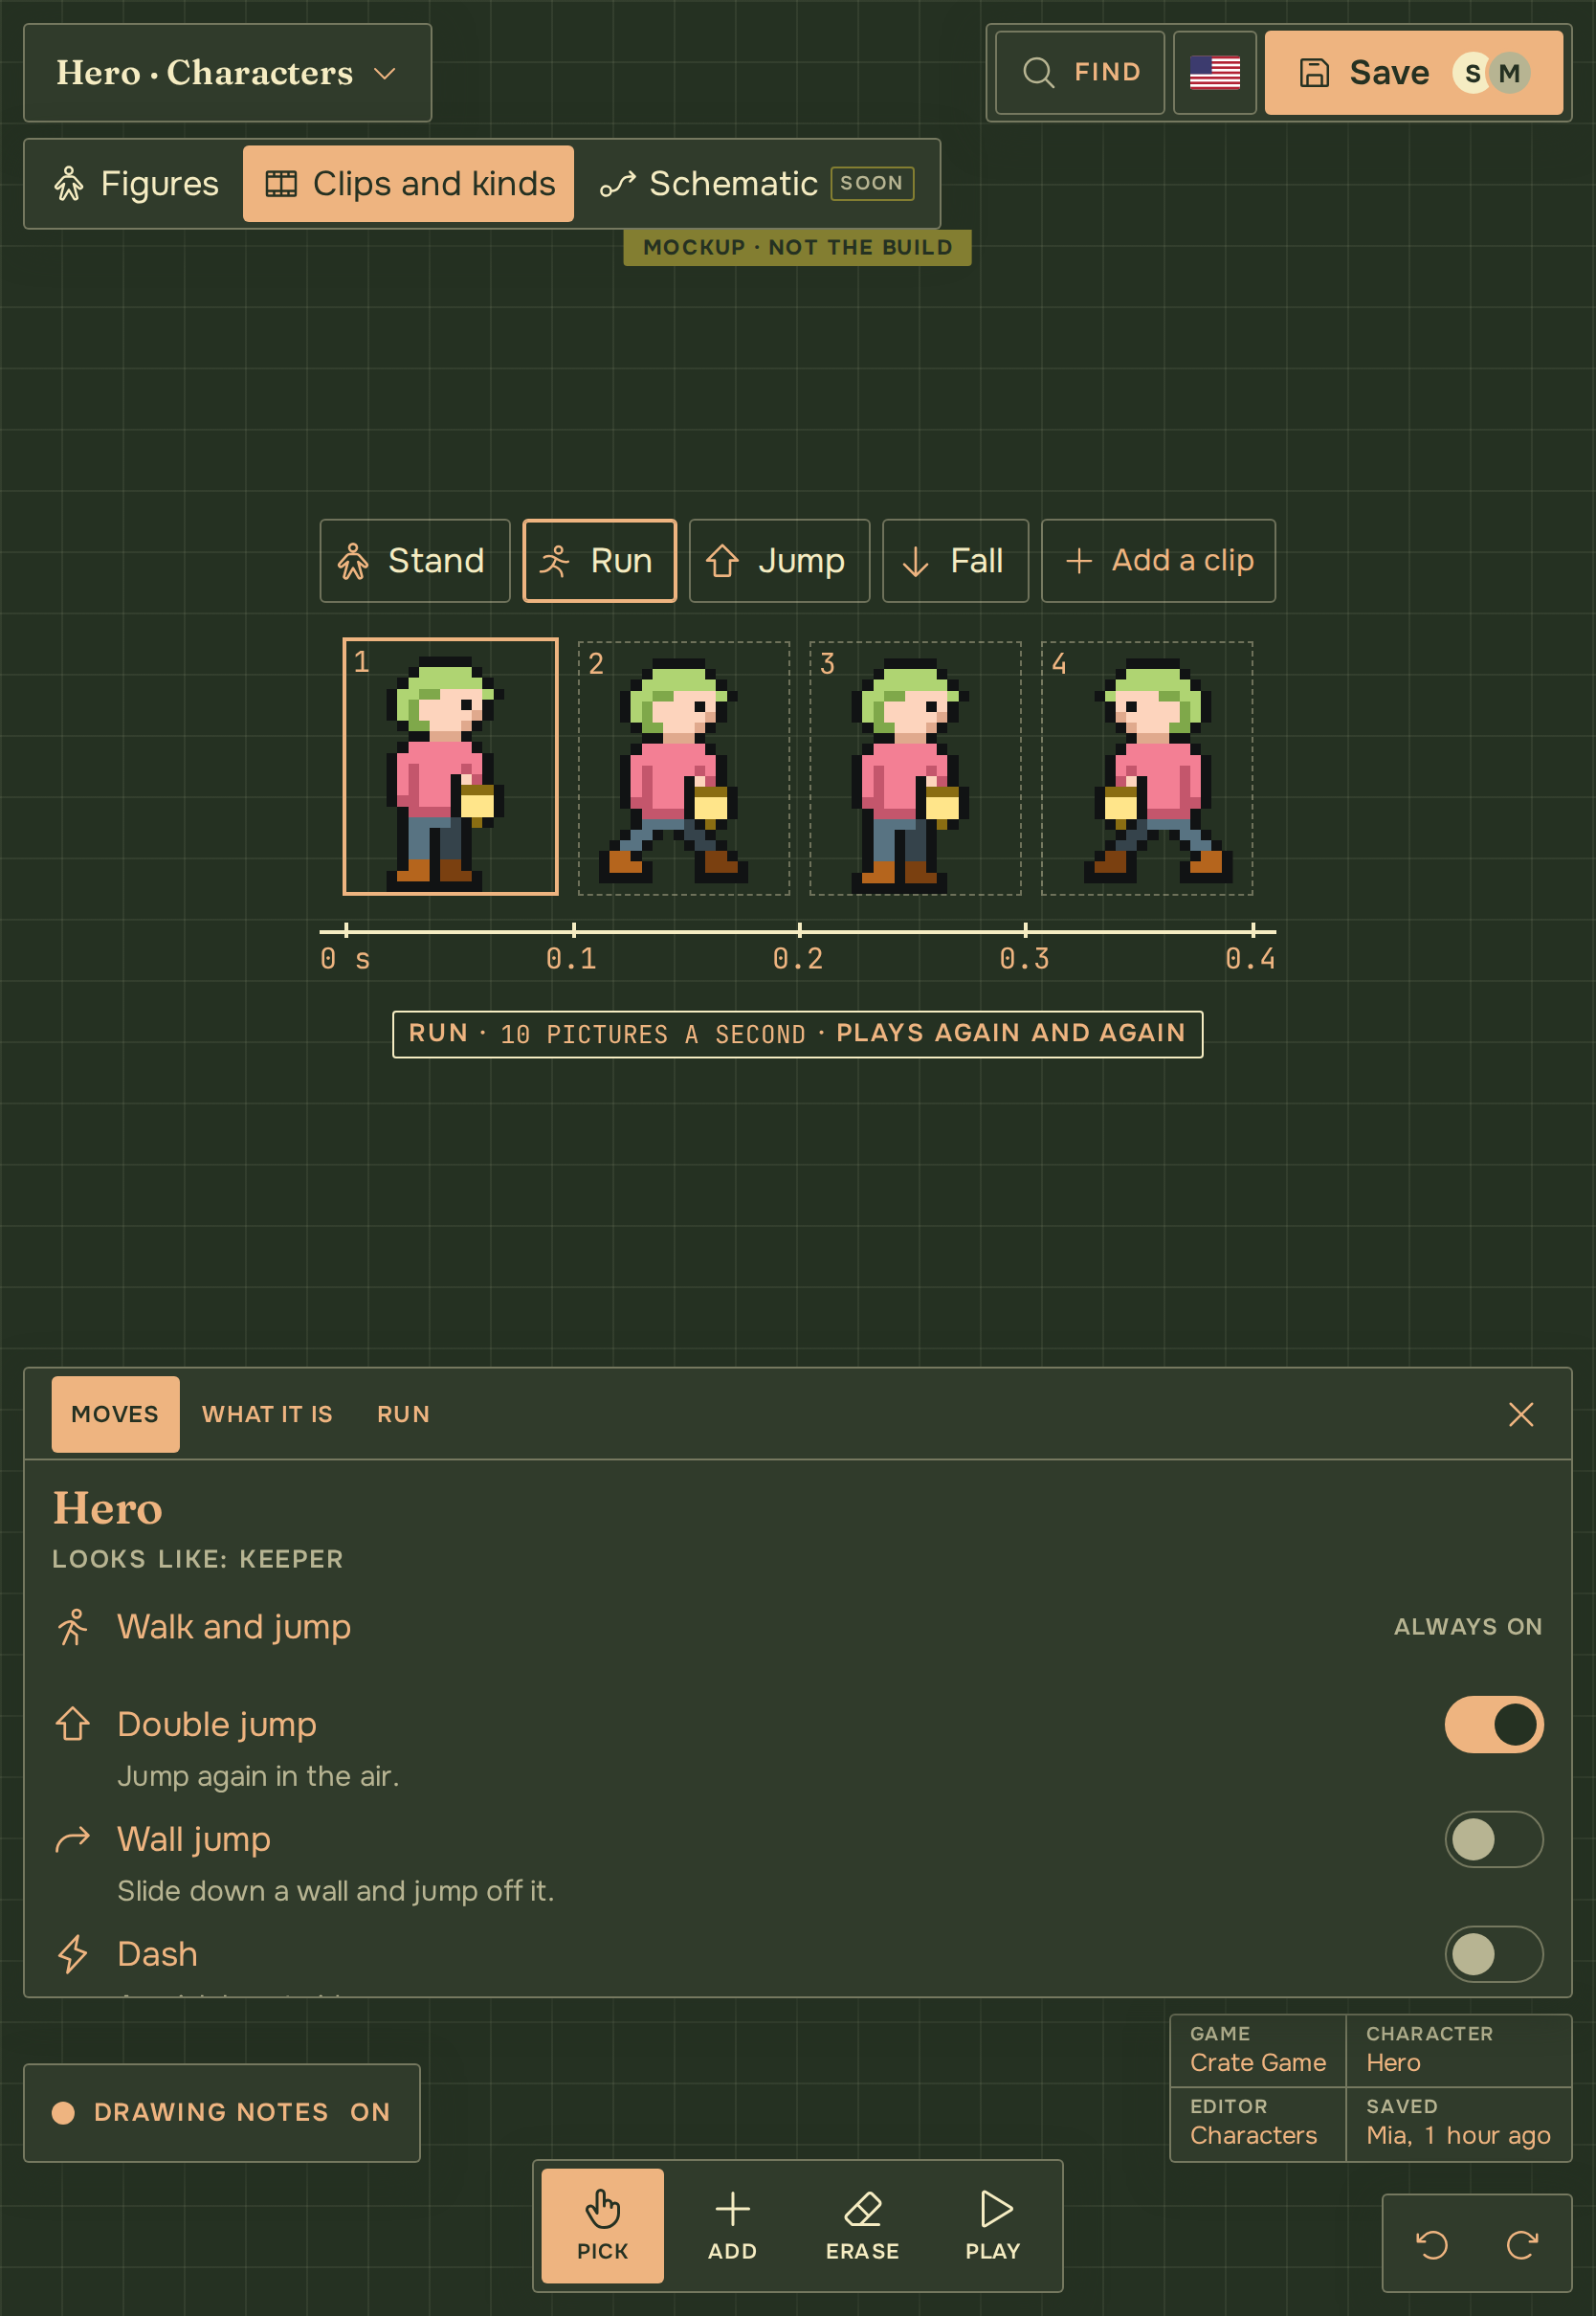 Hero · Characters
FIND
Save
S
M
Figures
Clips and kinds
Schematic
SOON
MOCKUP · NOT THE BUILD
Stand
Run
Jump
Fall
Add a clip
1
2
3
4
0 s
0.1
0.2
0.3
0.4
RUN · 10 PICTURES A SECOND · PLAYS AGAIN AND AGAIN
MOVES
WHAT IT IS
RUN
Hero
LOOKS LIKE: KEEPER
Walk and jump
ALWAYS ON
Double jump
Jump again in the air.
Wall jump
Slide down a wall and jump off it.
Dash
GAME
Crate Game
CHARACTER
Hero
EDITOR
Characters
SAVED
Mia, 1 hour ago
DRAWING NOTES ON
PICK
ADD
ERASE
PLAY